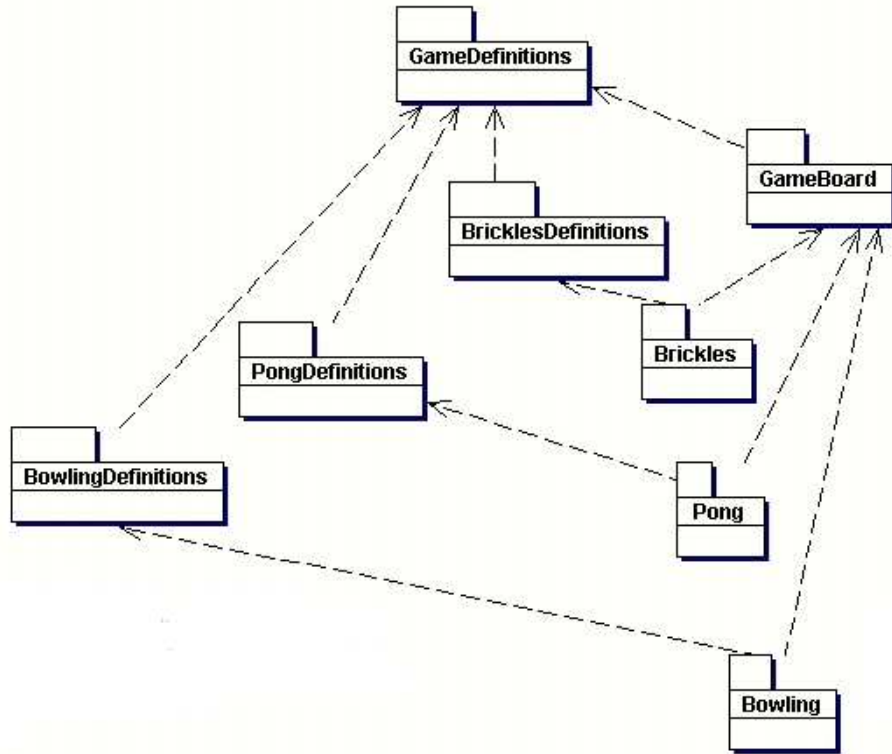 GameDefinitions
GameBoard
BricklesDefinitions
Brickles
PongDefinitions
BowlingDefinitions
Pong
Bowling